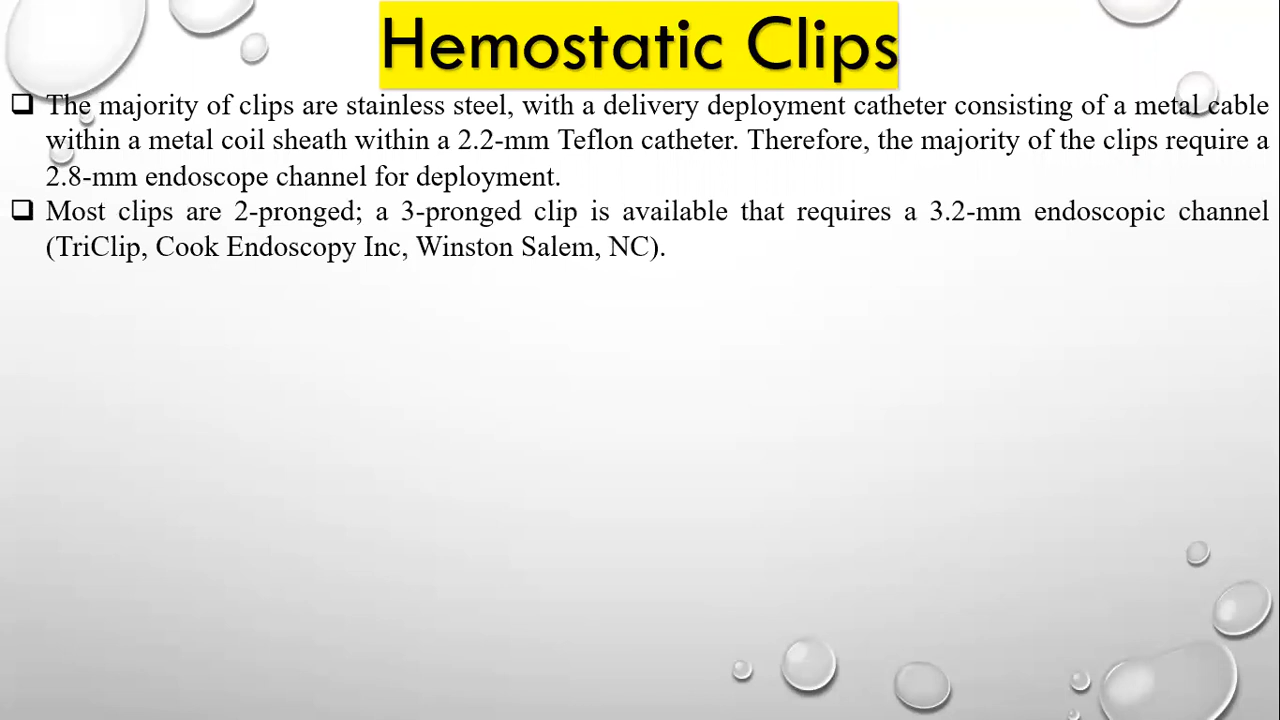 Hemostatic Clips
❑ The majority of clips are stainless steel, with a delivery deployment catheter consisting of a metal cable
within a metal coil sheath within a 2.2-mm Teflon catheter. Therefore, the majority of the clips require a
2.8-mm endoscope channel for deployment.
❑ Most clips are 2-pronged; a 3-pronged clip is available that requires a 3.2-mm endoscopic channel
(TriClip, Cook Endoscopy Inc, Winston Salem, NC).